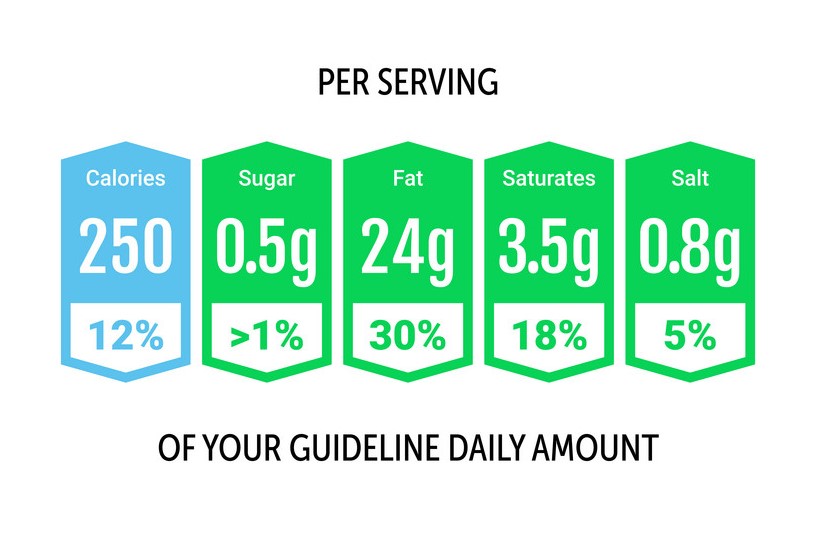 PER SERVING
Calories Sugar Fat Saturates Salt
250 0.5g 24g 3.5g 0.8g
12% >1% 30% 18% 5%
OF YOUR GUIDELINE DAILY AMOUNT